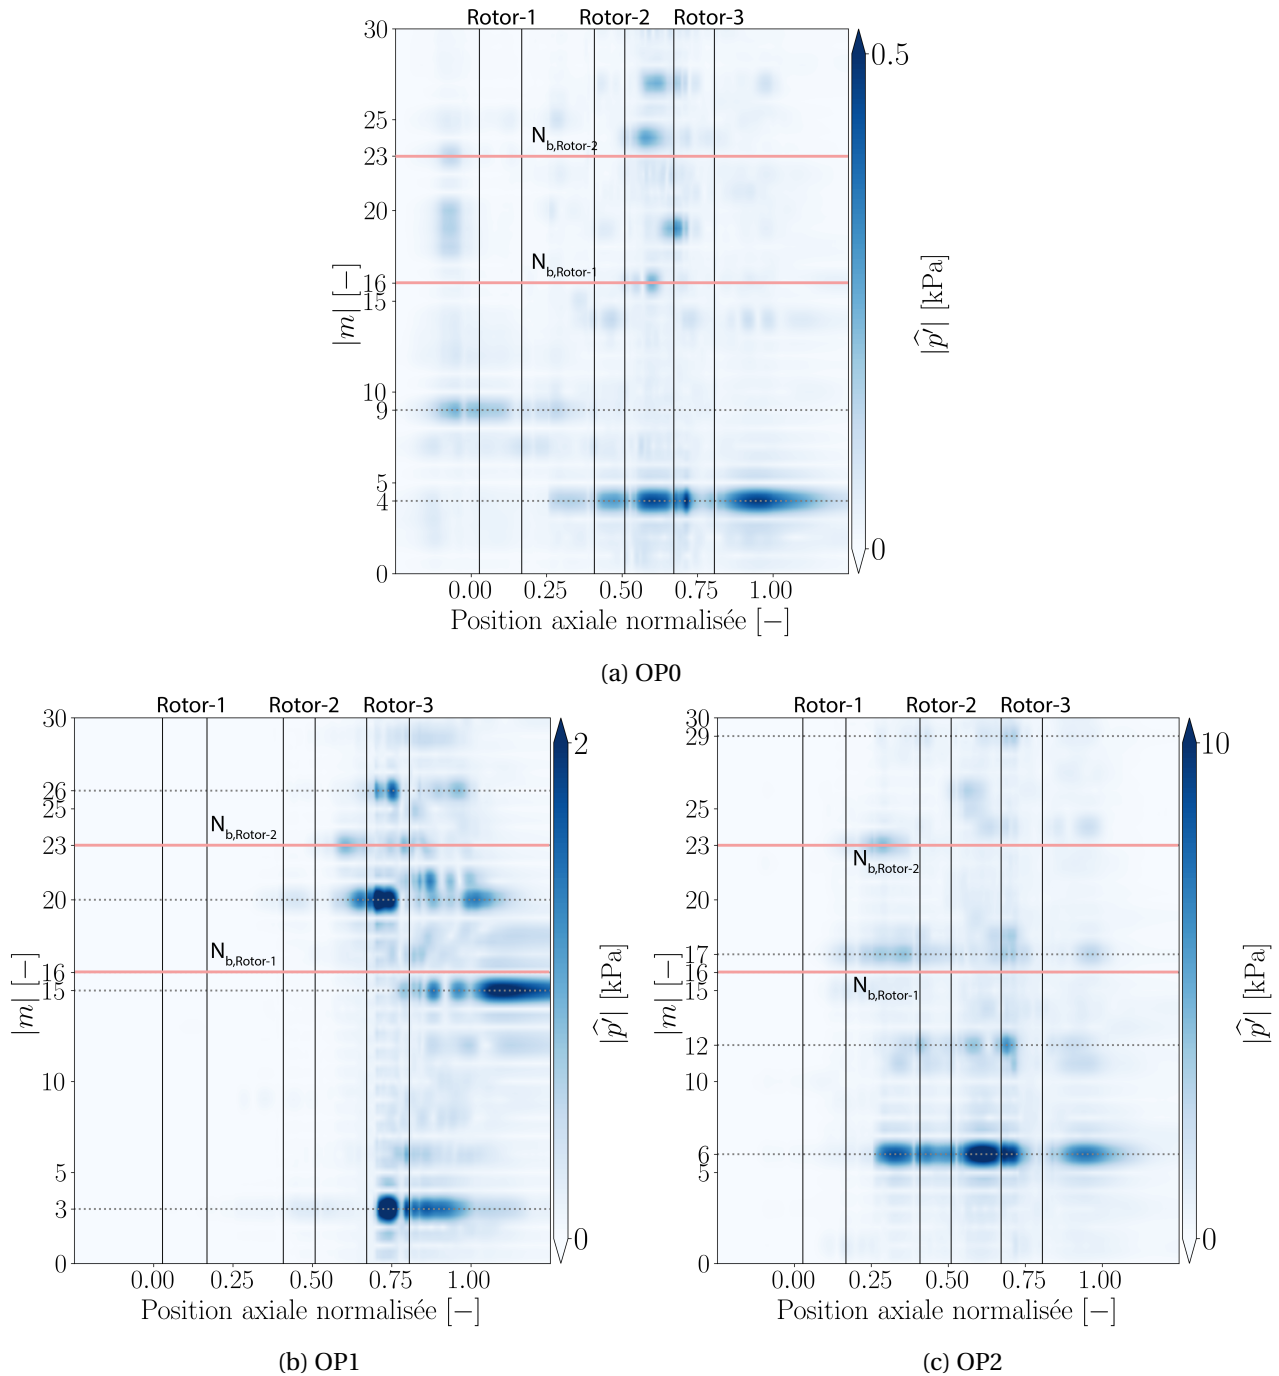 Rotor-1 Rotor-2 Rotor-3
30
25
N_b,Rotor-2
23
20
N_b,Rotor-1
16
15
10
9
5
4
0
|m| [−]
0.00 0.25 0.50 0.75 1.00
Position axiale normalisée [−]
0.5
0
|p̂′| [kPa]
(a) OP0
Rotor-1 Rotor-2 Rotor-3
30
26
25
N_b,Rotor-2
23
20
N_b,Rotor-1
16
15
10
5
3
0
|m| [−]
0.00 0.25 0.50 0.75 1.00
Position axiale normalisée [−]
2
0
|p̂′| [kPa]
(b) OP1
Rotor-1 Rotor-2 Rotor-3
30
29
25
23
N_b,Rotor-2
20
17
16
15
N_b,Rotor-1
12
10
6
5
0
|m| [−]
0.00 0.25 0.50 0.75 1.00
Position axiale normalisée [−]
10
0
|p̂′| [kPa]
(c) OP2